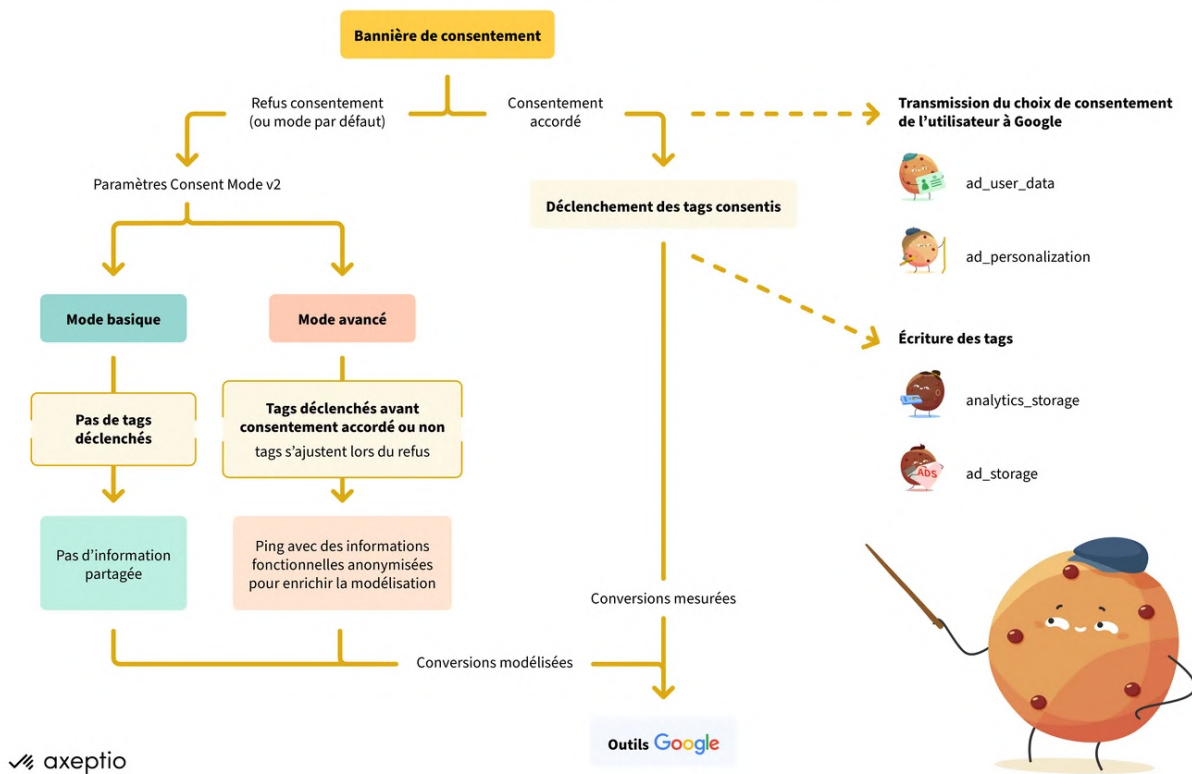 Bannière de consentement
Refus consentement
(ou mode par défaut)
Consentement
accordé
Transmission du choix de consentement
de l’utilisateur à Google
ad_user_data
ad_personalization
Paramètres Consent Mode v2
Déclenchement des tags consentis
Mode basique
Mode avancé
Écriture des tags
analytics_storage
ad_storage
ADS
Pas de tags
déclenchés
Tags déclenchés avant
consentement accordé ou non
tags s’ajustent lors du refus
Pas d’information
partagée
Ping avec des informations
fonctionnelles anonymisées
pour enrichir la modélisation
Conversions mesurées
Conversions modélisées
Outils Google
axeptio